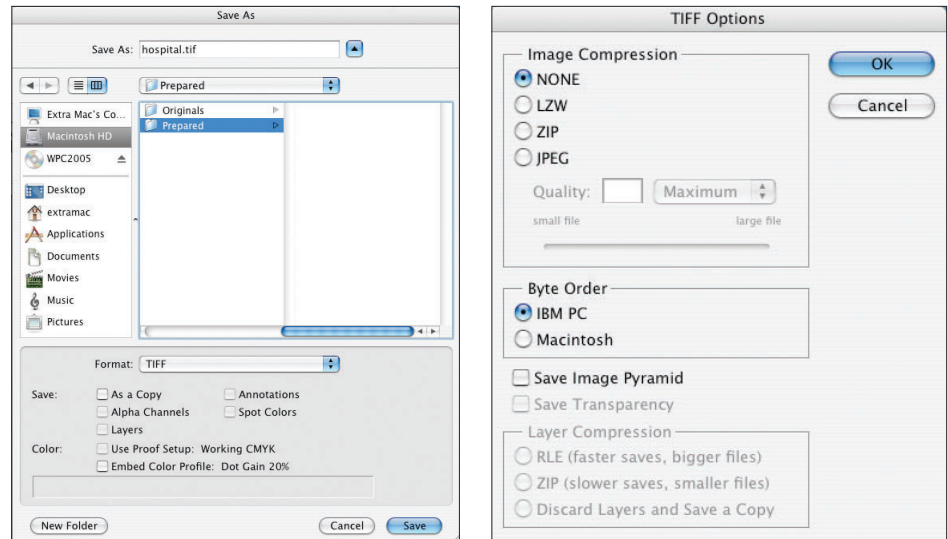 Save As
Save As: hospital.tif
Prepared
Extra Mac's Co...
Macintosh HD
WPC2005
Desktop
extramac
Applications
Documents
Movies
Music
Pictures
Originals
Prepared
Format: TIFF
Save: As a Copy Annotations
Alpha Channels Spot Colors
Layers
Color: Use Proof Setup: Working CMYK
Embed Color Profile: Dot Gain 20%
New Folder Cancel Save
TIFF Options
Image Compression
NONE
LZW
ZIP
JPEG
Quality: Maximum
small file large file
OK
Cancel
Byte Order
IBM PC
Macintosh
Save Image Pyramid
Save Transparency
Layer Compression
RLE (faster saves, bigger files)
ZIP (slower saves, smaller files)
Discard Layers and Save a Copy